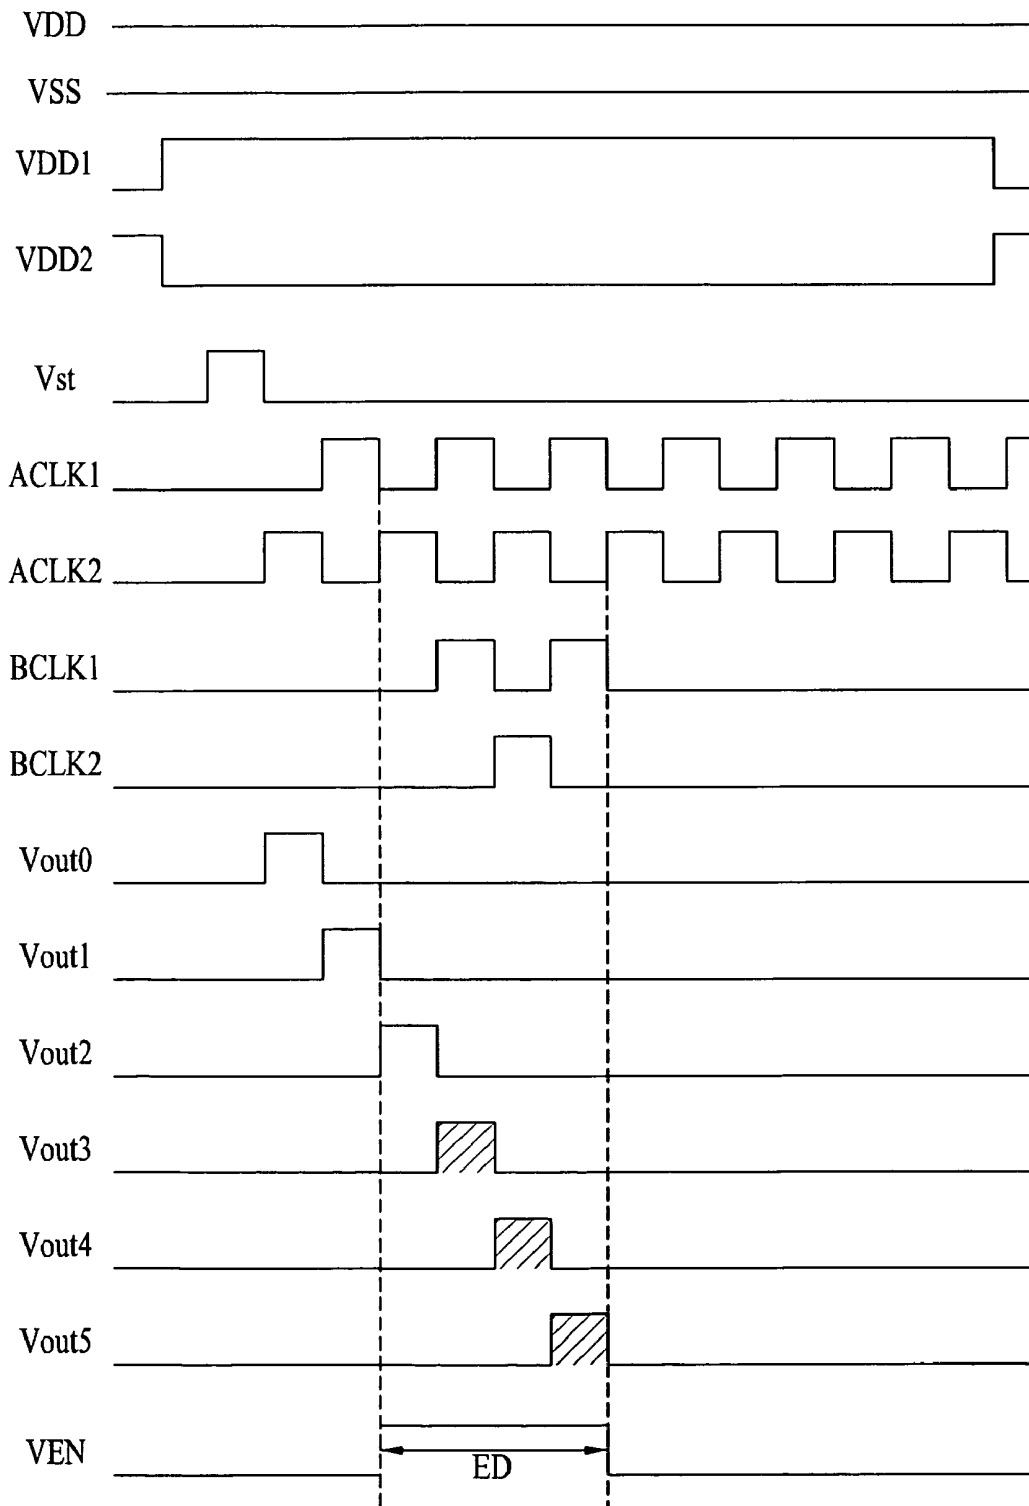 VDD
VSS
VDD1
VDD2
Vst
ACLK1
ACLK2
BCLK1
BCLK2
Vout0
Vout1
Vout2
Vout3
Vout4
Vout5
VEN
ED